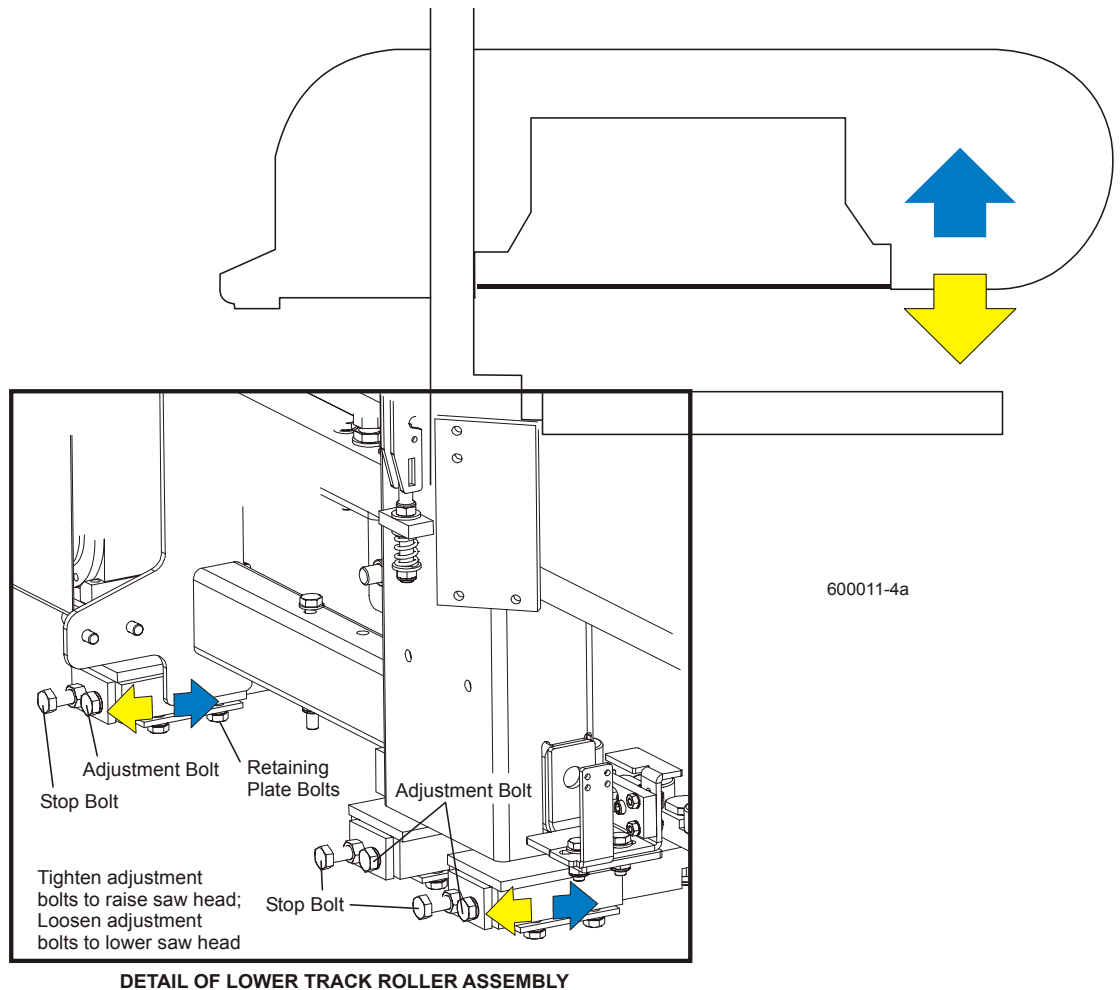 600011-4a
Adjustment Bolt
Stop Bolt
Retaining
Plate Bolts
Adjustment Bolt
Stop Bolt
Tighten adjustment
bolts to raise saw head;
Loosen adjustment
bolts to lower saw head
DETAIL OF LOWER TRACK ROLLER ASSEMBLY